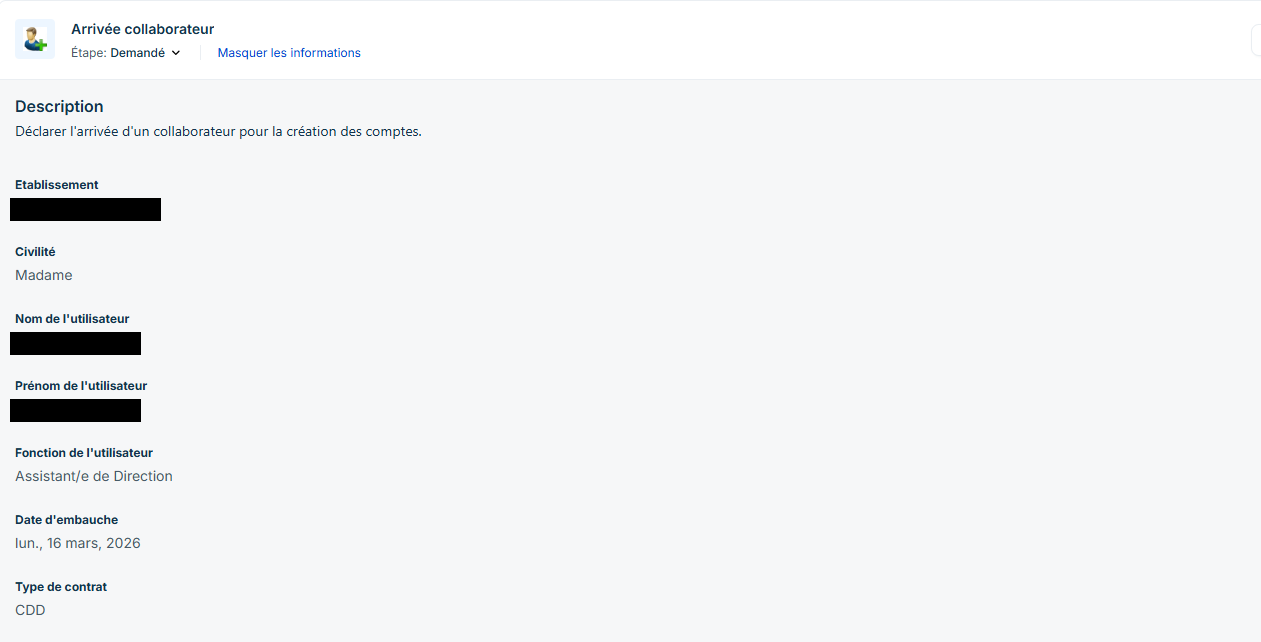 Arrivée collaborateur
Étape: Demandé
Masquer les informations
Description
Déclarer l'arrivée d'un collaborateur pour la création des comptes.
Etablissement
Civilité
Madame
Nom de l'utilisateur
Prénom de l'utilisateur
Fonction de l'utilisateur
Assistant/e de Direction
Date d'embauche
lun., 16 mars, 2026
Type de contrat
CDD